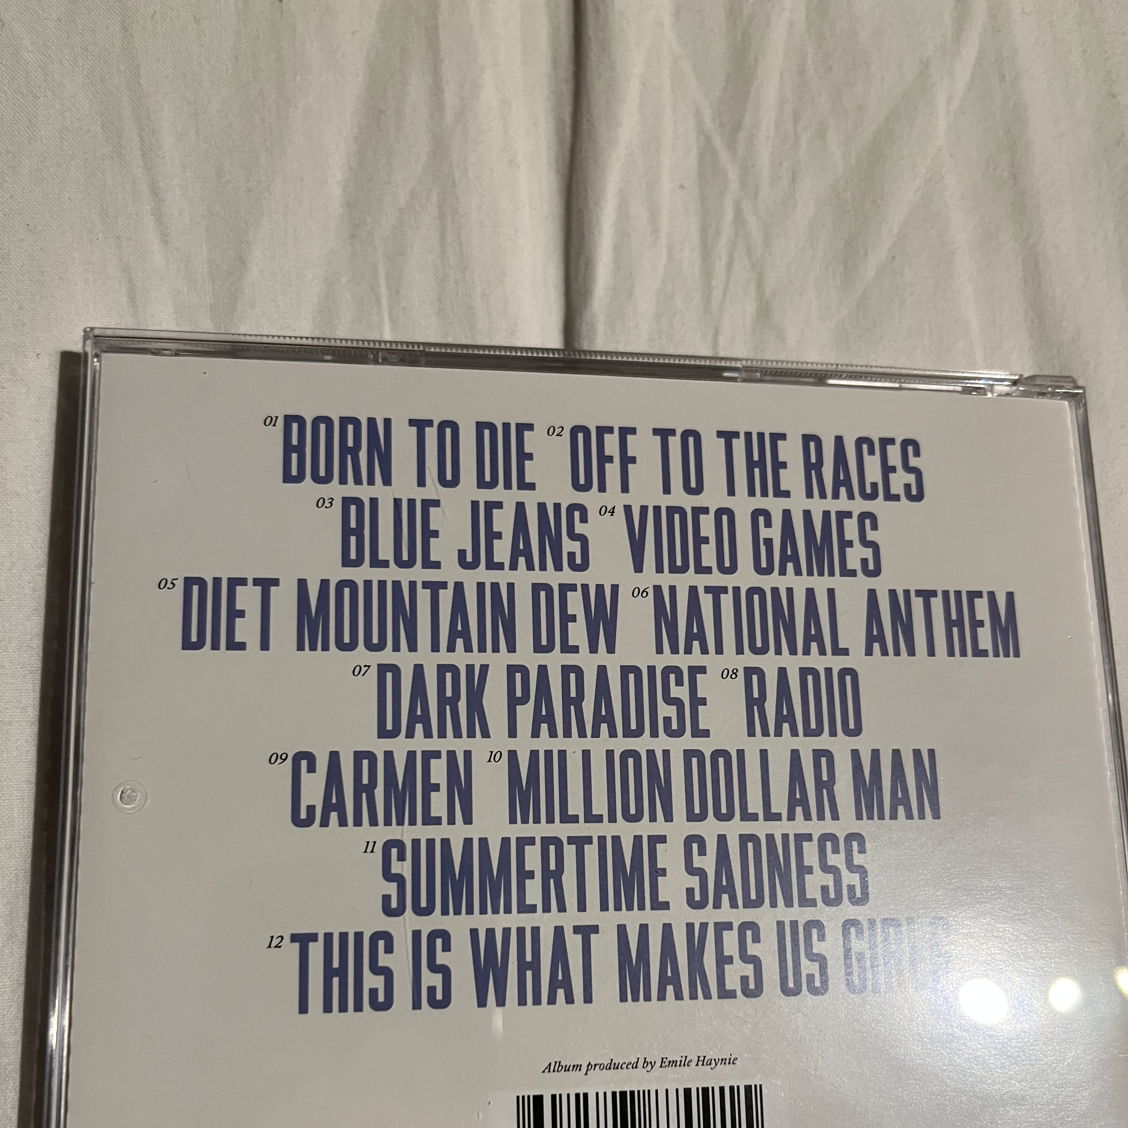 01 BORN TO DIE 02 OFF TO THE RACES
03 BLUE JEANS 04 VIDEO GAMES
05 DIET MOUNTAIN DEW 06 NATIONAL ANTHEM
07 DARK PARADISE 08 RADIO
09 CARMEN 10 MILLION DOLLAR MAN
11 SUMMERTIME SADNESS
12 THIS IS WHAT MAKES US GIRLS
Album produced by Emile Haynie